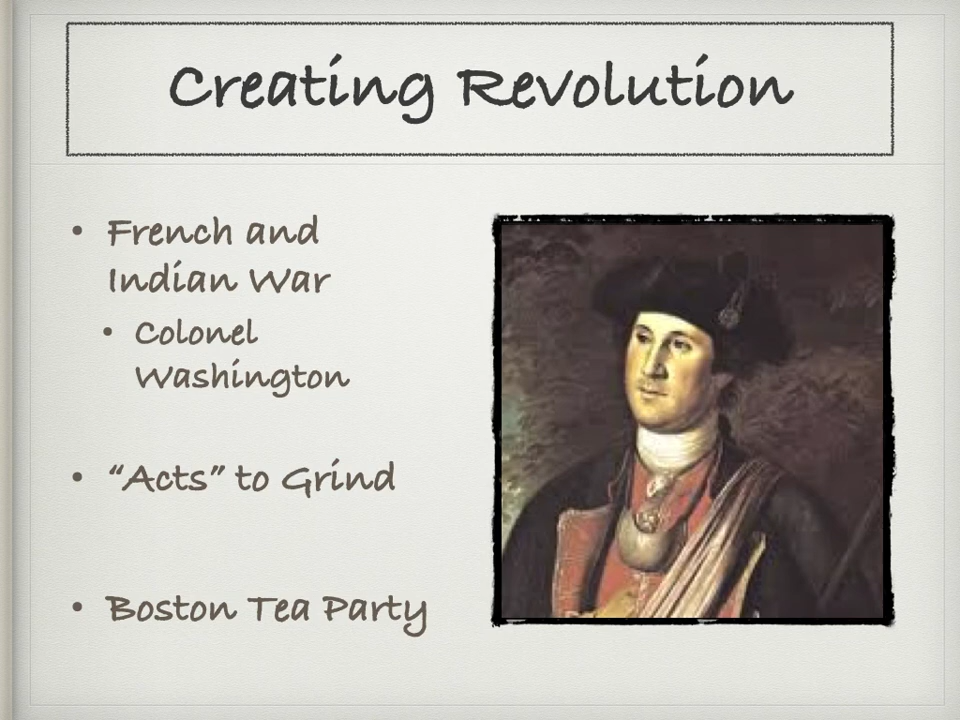 Creating Revolution
• French and
Indian War
• Colonel
Washington
• “Acts” to Grind
• Boston Tea Party